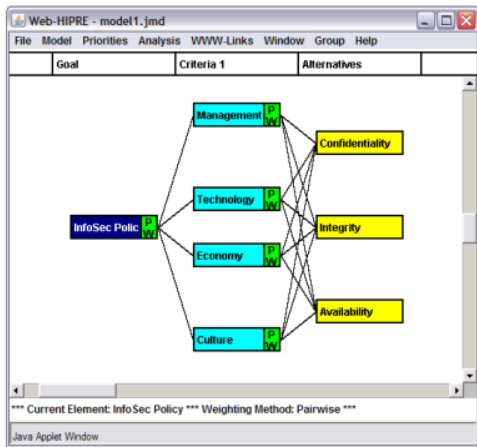 Web-HIPRE - model1.jmd
File Model Priorities Analysis WWW-Links Window Group Help
Goal Criteria 1 Alternatives
Management P W
Confidentiality
Technology P W
InfoSec Polic P W
Integrity
Economy P W
Availability
Culture P W
*** Current Element: InfoSec Policy *** Weighting Method: Pairwise ***
Java Applet Window